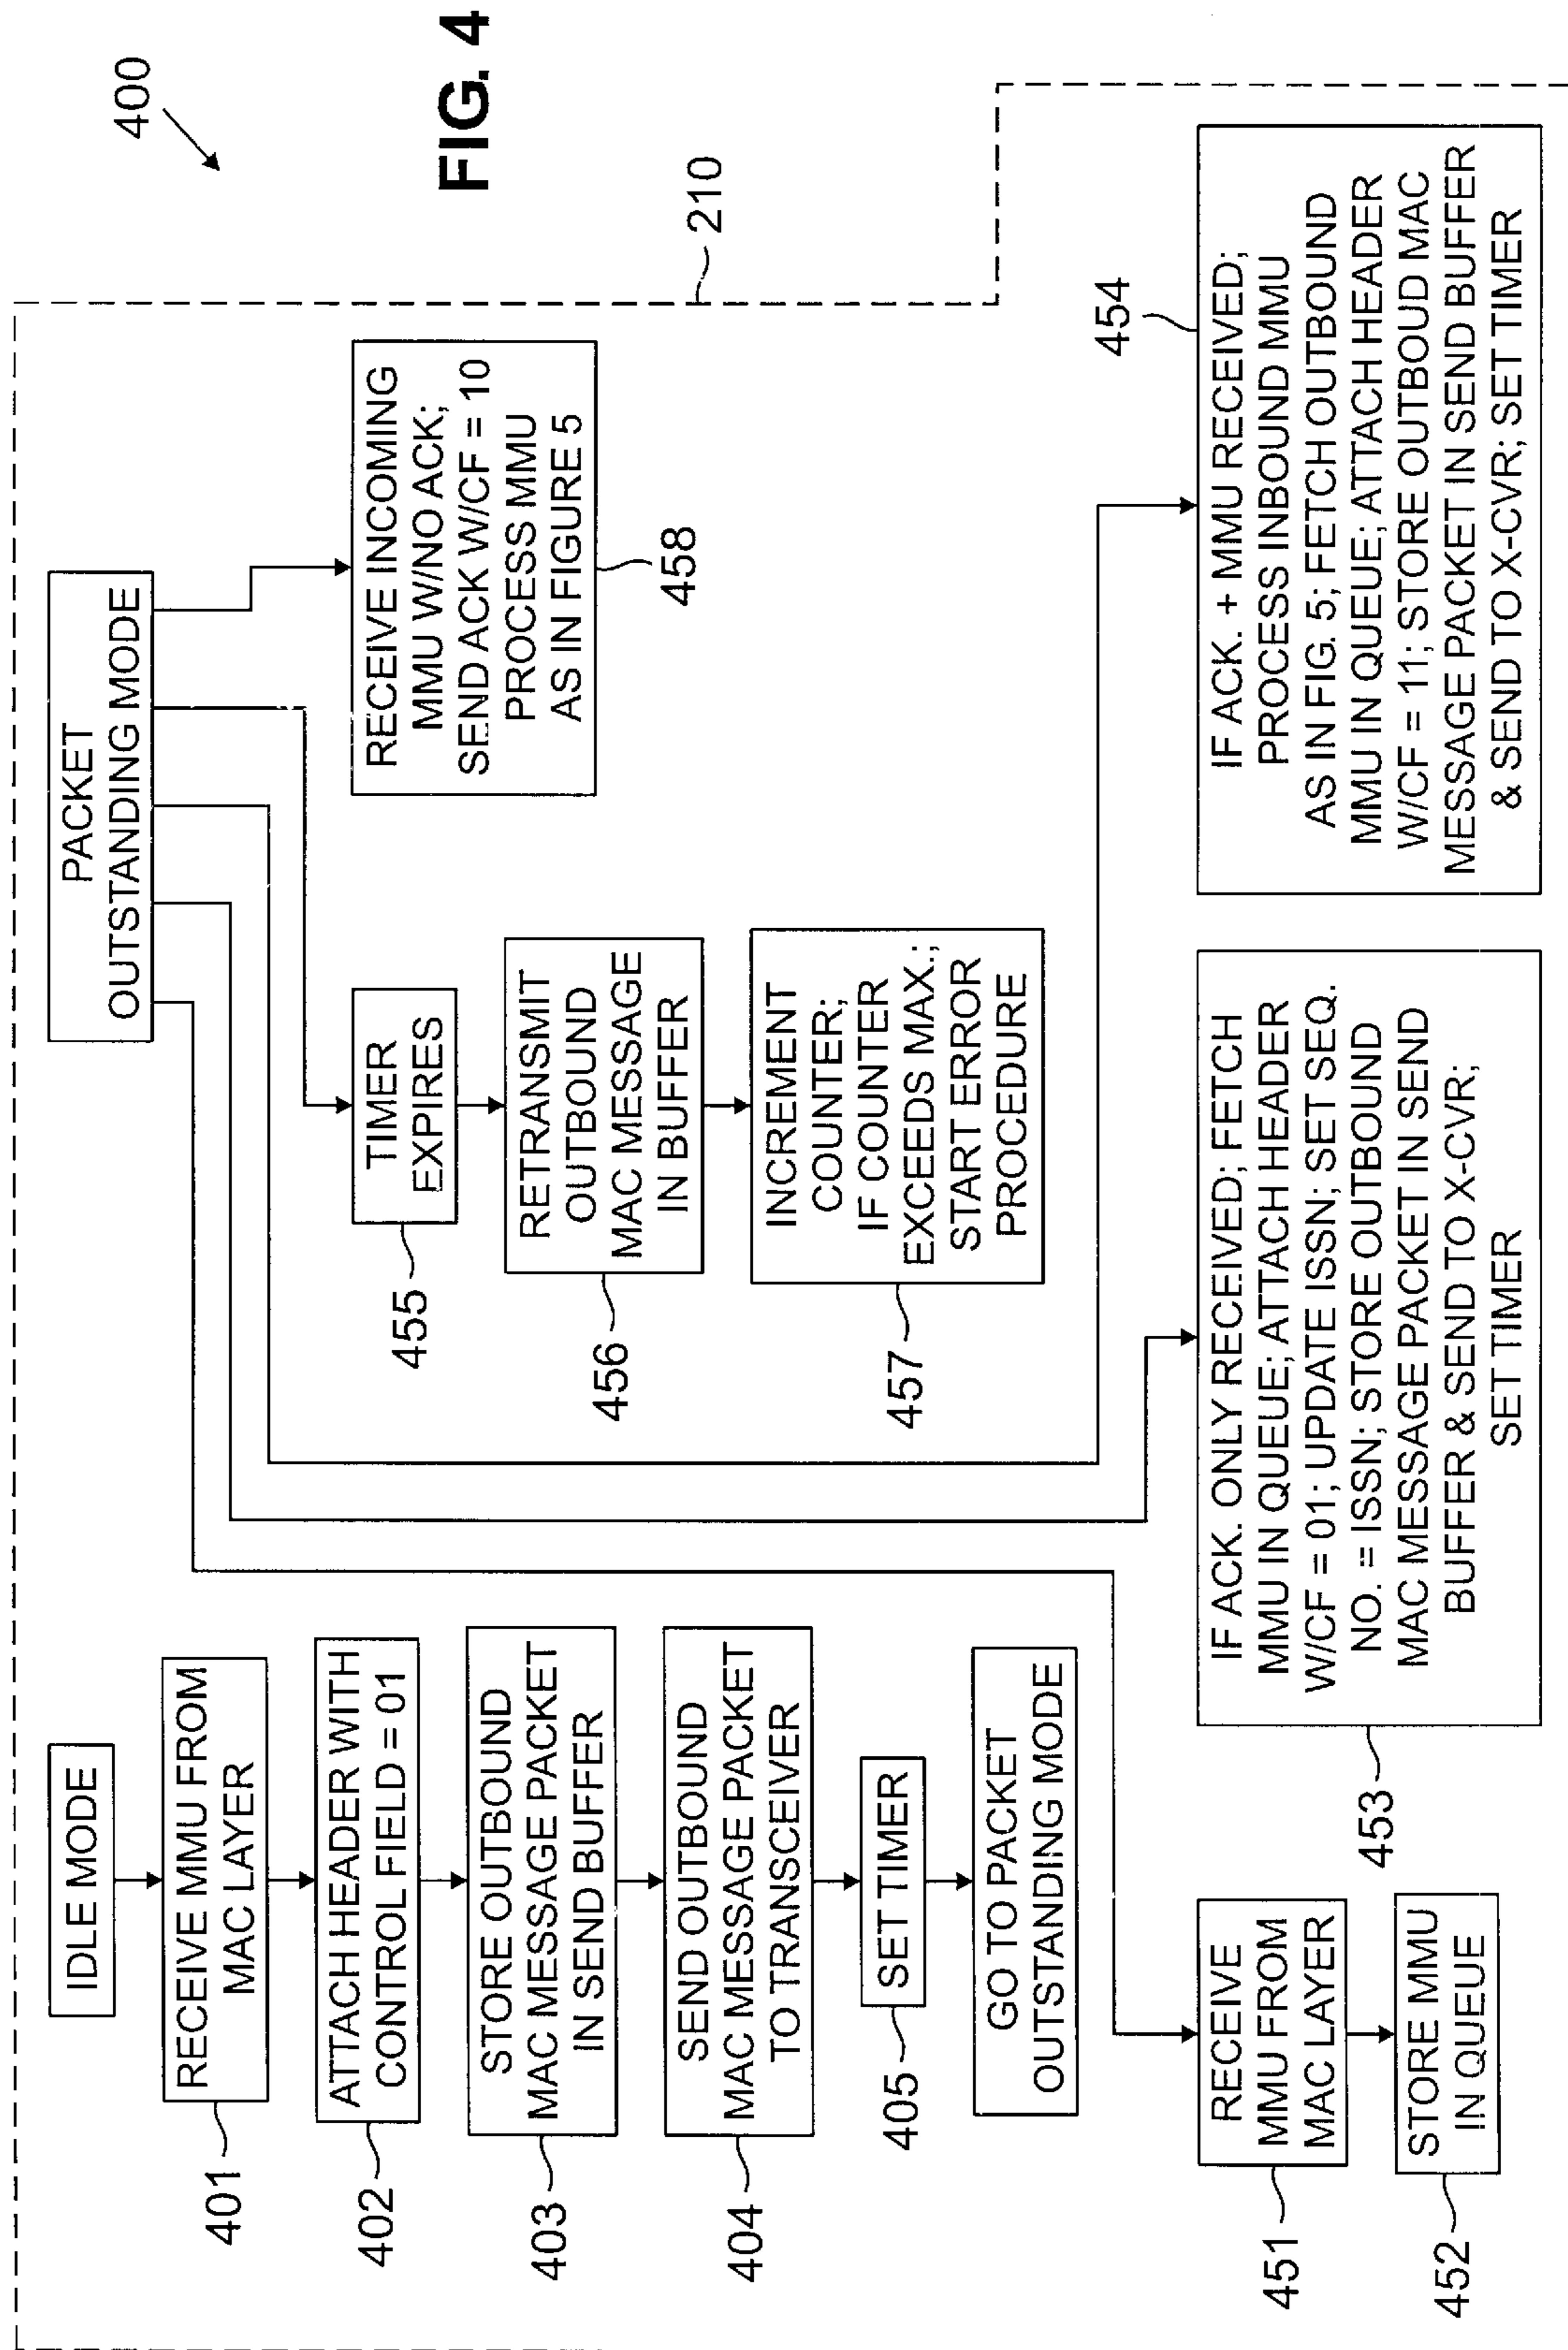 400
FIG. 4
210
IDLE MODE
401
RECEIVE MMU FROM
MAC LAYER
402
ATTACH HEADER WITH
CONTROL FIELD = 01
403
STORE OUTBOUND
MAC MESSAGE PACKET
IN SEND BUFFER
404
SEND OUTBOUND
MAC MESSAGE PACKET
TO TRANSCEIVER
405
SET TIMER
GO TO PACKET
OUTSTANDING MODE
PACKET
OUTSTANDING MODE
451
RECEIVE
MMU FROM
MAC LAYER
452
STORE MMU
IN QUEUE
453
IF ACK. ONLY RECEIVED; FETCH
MMU IN QUEUE; ATTACH HEADER
W/CF = 01; UPDATE ISSN; SET SEQ.
NO. = ISSN; STORE OUTBOUND
MAC MESSAGE PACKET IN SEND
BUFFER & SEND TO X-CVR;
SET TIMER
454
IF ACK. + MMU RECEIVED;
PROCESS INBOUND MMU
AS IN FIG. 5; FETCH OUTBOUND
MMU IN QUEUE; ATTACH HEADER
W/CF = 11; STORE OUTBOUD MAC
MESSAGE PACKET IN SEND BUFFER
& SEND TO X-CVR; SET TIMER
455
TIMER
EXPIRES
456
RETRANSMIT
OUTBOUND
MAC MESSAGE
IN BUFFER
457
INCREMENT
COUNTER;
IF COUNTER
EXCEEDS MAX.;
START ERROR
PROCEDURE
458
RECEIVE INCOMING
MMU W/NO ACK;
SEND ACK W/CF = 10
PROCESS MMU
AS IN FIGURE 5